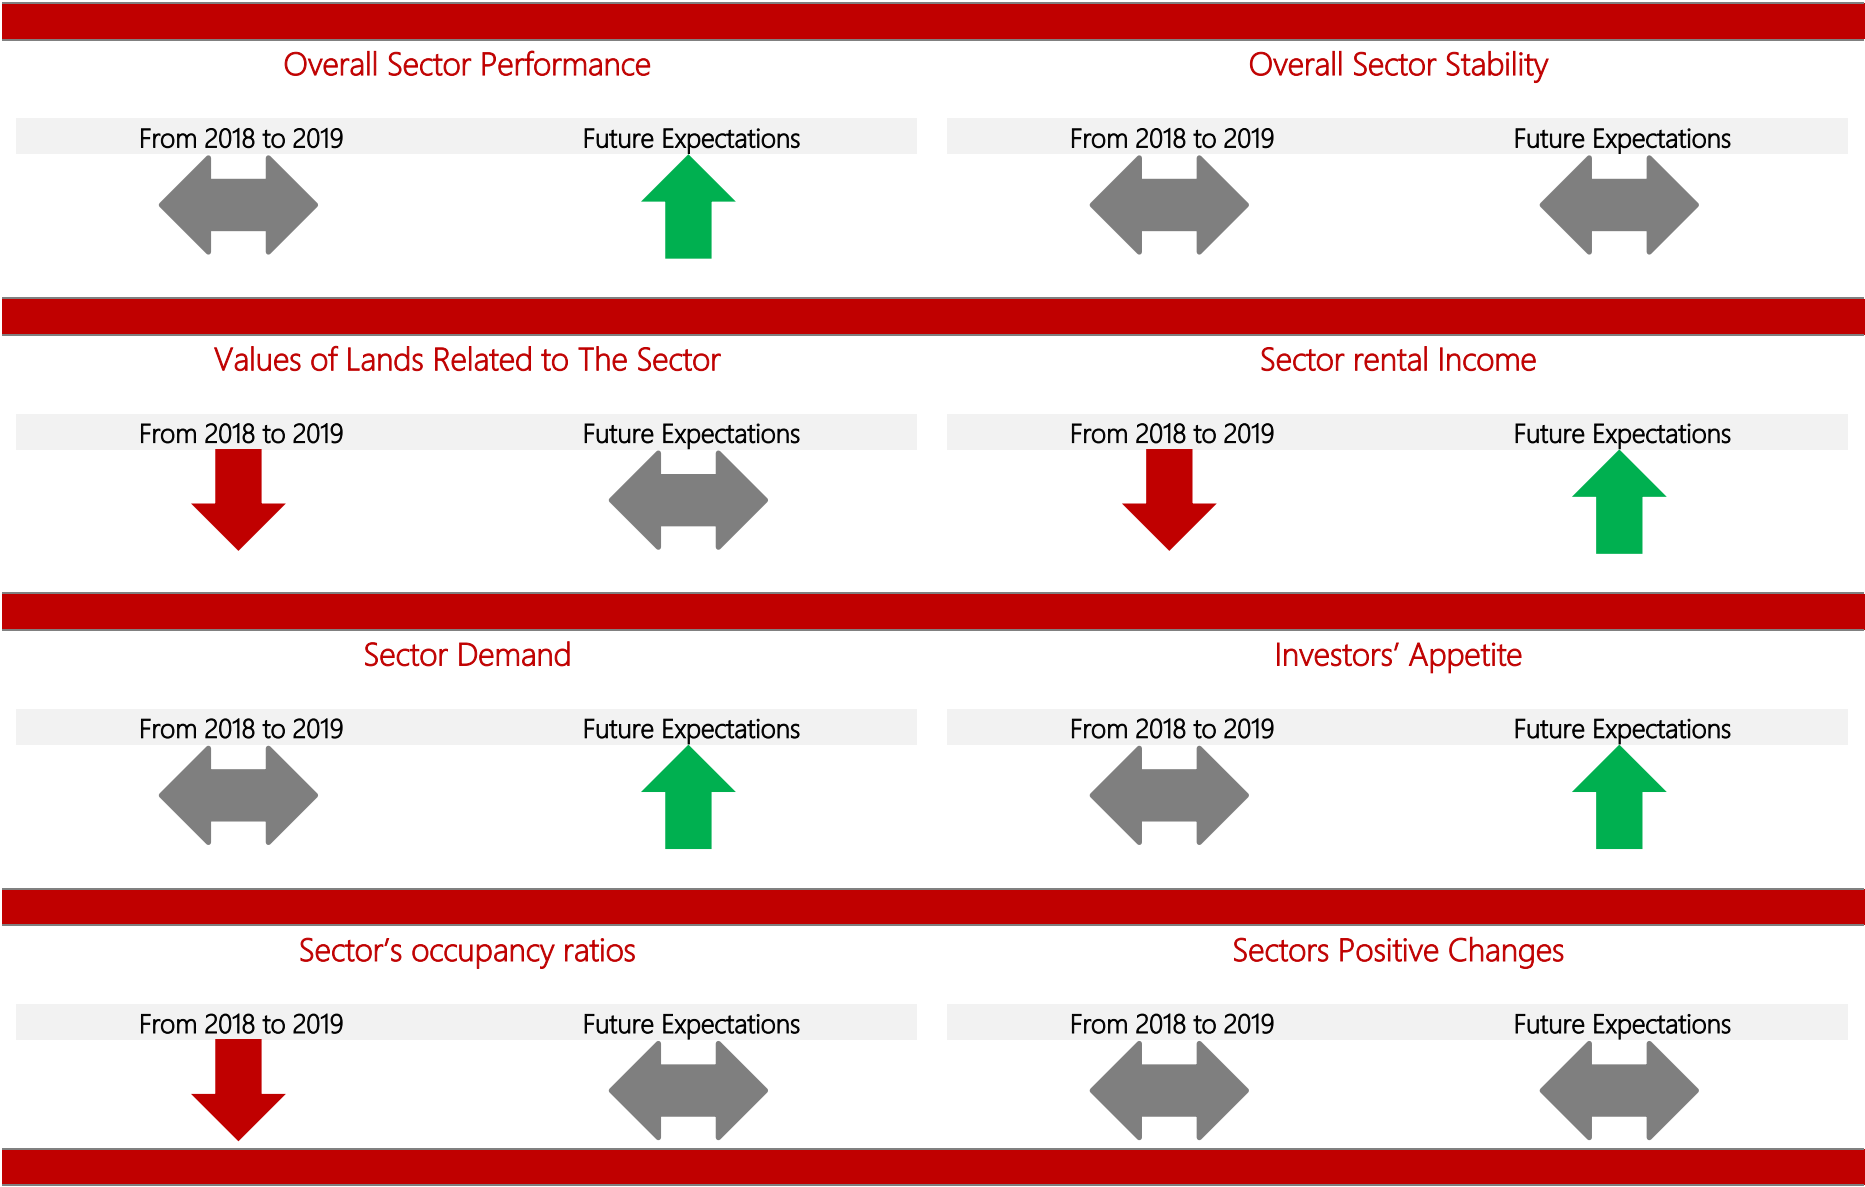 Overall Sector Performance
Overall Sector Stability
From 2018 to 2019
Future Expectations
From 2018 to 2019
Future Expectations
Values of Lands Related to The Sector
Sector rental Income
From 2018 to 2019
Future Expectations
From 2018 to 2019
Future Expectations
Sector Demand
Investors’ Appetite
From 2018 to 2019
Future Expectations
From 2018 to 2019
Future Expectations
Sector’s occupancy ratios
Sectors Positive Changes
From 2018 to 2019
Future Expectations
From 2018 to 2019
Future Expectations